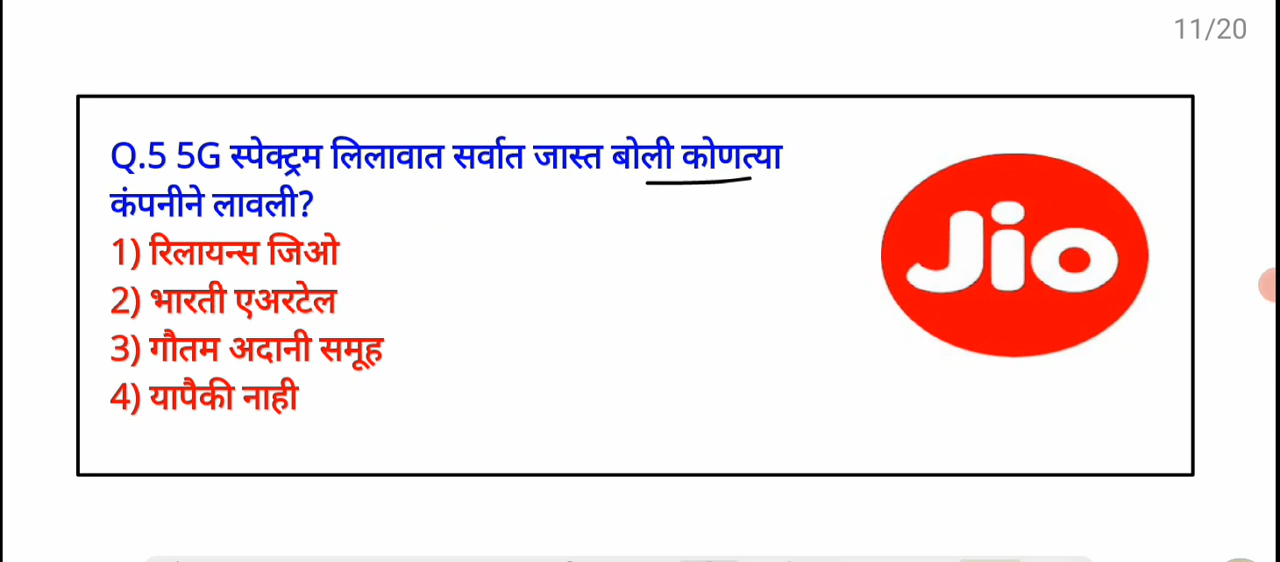 11/20
Q.5 5G स्पेक्ट्रम लिलावात सर्वात जास्त बोली कोणत्या
कंपनीने लावली?
Jio
1) रिलायन्स जिओ
2) भारती एअरटेल
3) गौतम अदानी समूह
4) यापैकी नाही